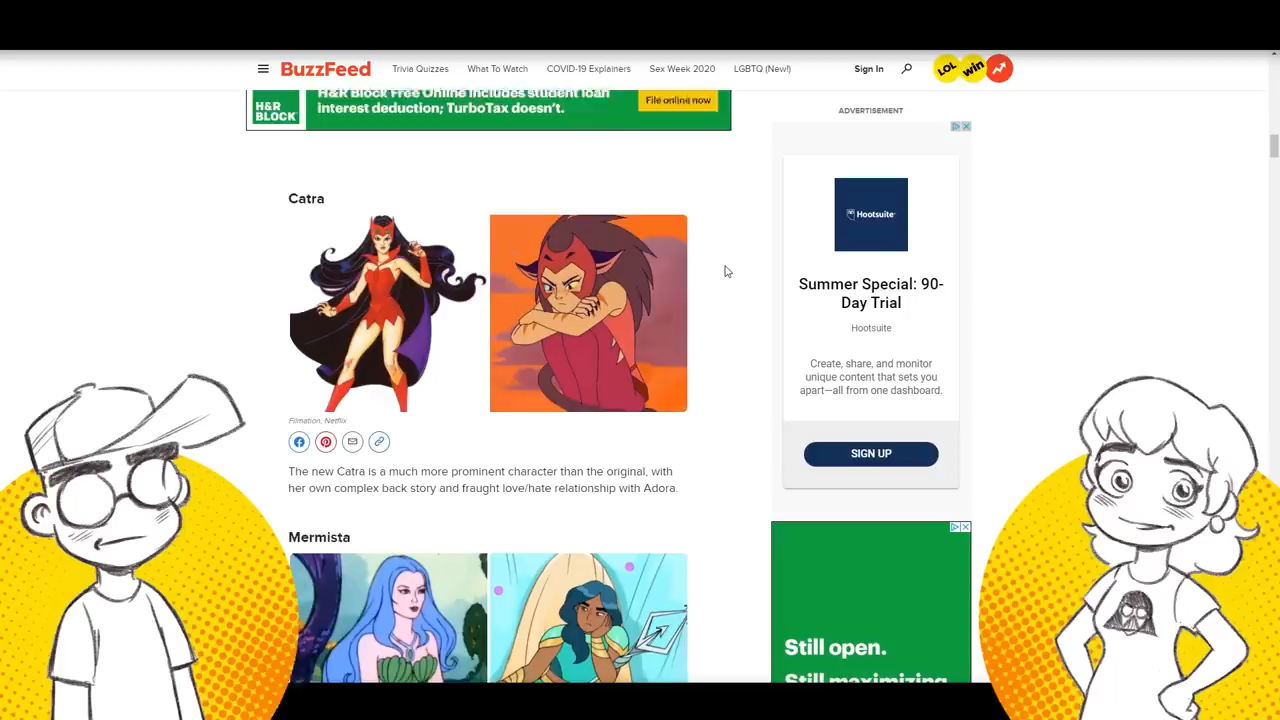 BuzzFeed
Trivia Quizzes
What To Watch
COVID-19 Explainers
Sex Week 2020
LGBTQ (New!)
Sign In
LOL
win
H&R BLOCK
H&R Block Free Online includes student loan
interest deduction; TurboTax doesn't.
File online now
ADVERTISEMENT
Catra
Filmation, Netflix
The new Catra is a much more prominent character than the original, with
her own complex back story and fraught love/hate relationship with Adora.
Mermista
Hootsuite
Summer Special: 90-
Day Trial
Hootsuite
Create, share, and monitor
unique content that sets you
apart—all from one dashboard.
SIGN UP
Still open.
Still maximizing